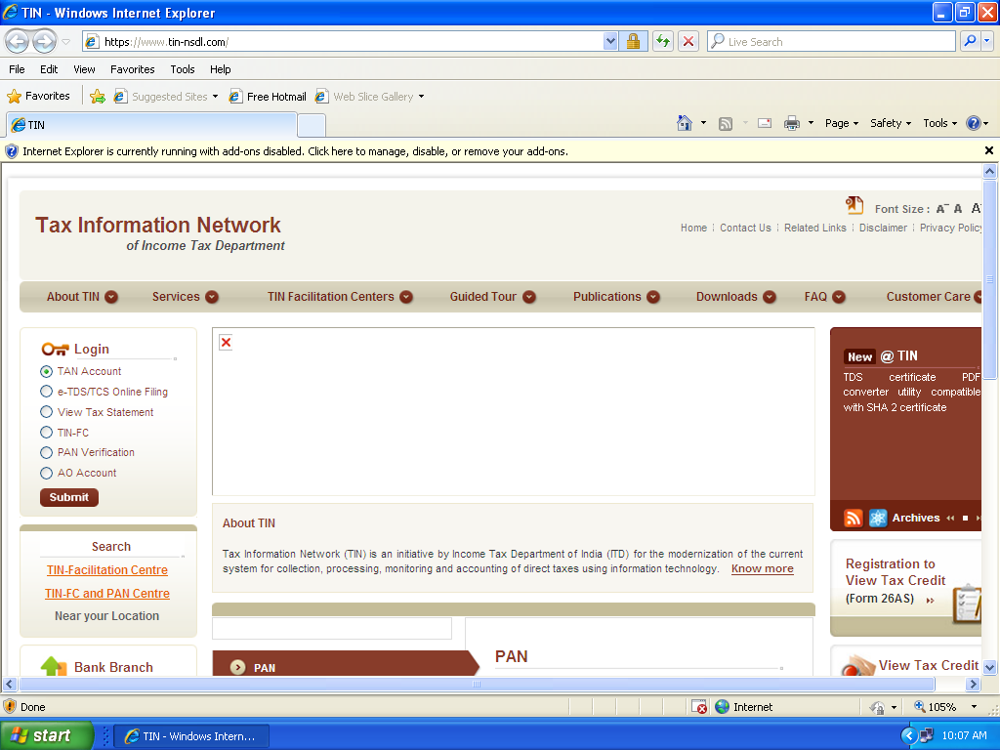 TIN - Windows Internet Explorer
https://www.tin-nsdl.com/
Live Search
File Edit View Favorites Tools Help
Favorites Suggested Sites Free Hotmail Web Slice Gallery
TIN
Page Safety Tools
Internet Explorer is currently running with add-ons disabled. Click here to manage, disable, or remove your add-ons.
Font Size : A- A A
Tax Information Network
of Income Tax Department
Home Contact Us Related Links Disclaimer Privacy Policy
About TIN Services TIN Facilitation Centers Guided Tour Publications Downloads FAQ Customer Care
Login
TAN Account
e-TDS/TCS Online Filing
View Tax Statement
TIN-FC
PAN Verification
AO Account
Submit
Search
TIN-Facilitation Centre
TIN-FC and PAN Centre
Near your Location
Bank Branch
About TIN
Tax Information Network (TIN) is an initiative by Income Tax Department of India (ITD) for the modernization of the current
system for collection, processing, monitoring and accounting of direct taxes using information technology. Know more
PAN
PAN
New @ TIN
TDS certificate PDF
converter utility compatible
with SHA 2 certificate
Archives
Registration to
View Tax Credit
(Form 26AS)
View Tax Credit
Done
Internet
105%
start
TIN - Windows Intern...
10:07 AM